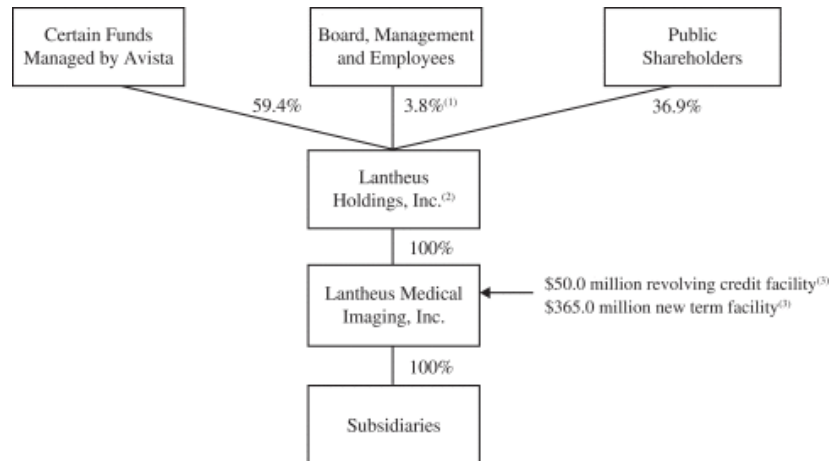 Certain Funds
Managed by Avista
Board, Management
and Employees
Public
Shareholders
59.4%
3.8%(1)
36.9%
Lantheus
Holdings, Inc.(2)
100%
Lantheus Medical
Imaging, Inc.
$50.0 million revolving credit facility(3)
$365.0 million new term facility(3)
100%
Subsidiaries